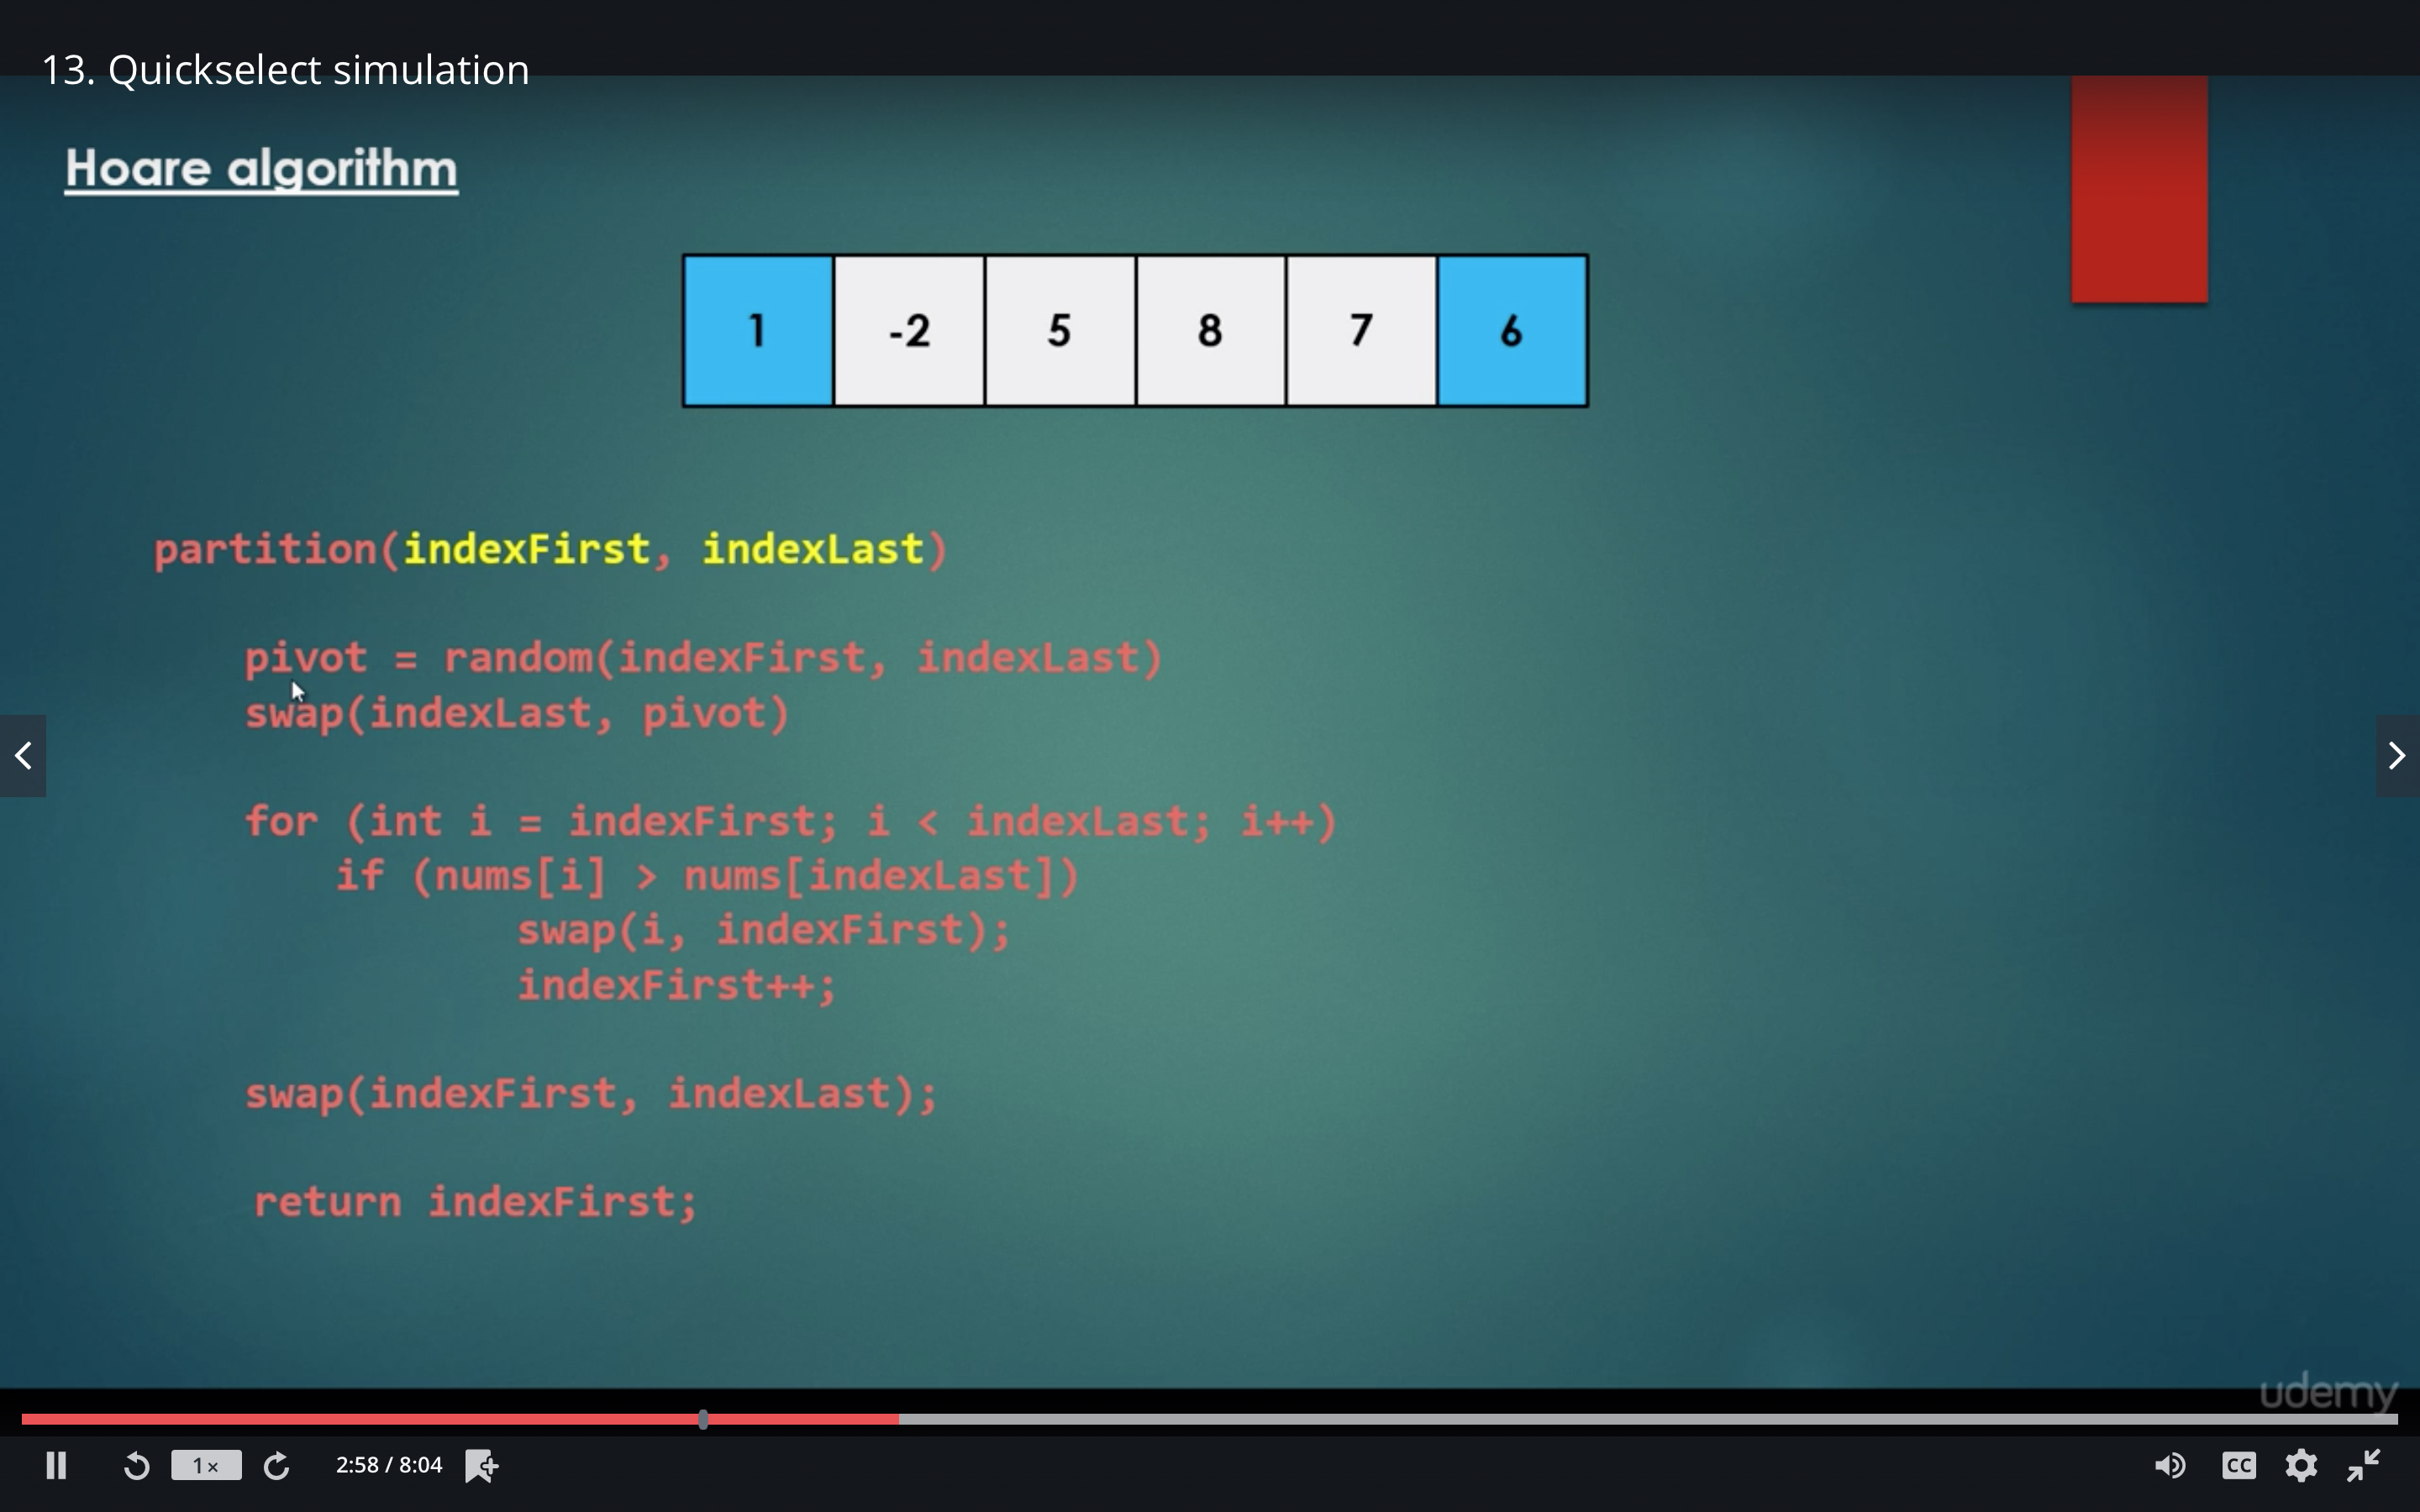 13. Quickselect simulation
Hoare algorithm
1 -2 5 8 7 6
partition(indexFirst, indexLast)
pivot = random(indexFirst, indexLast)
swap(indexLast, pivot)
for (int i = indexFirst; i < indexLast; i++)
if (nums[i] > nums[indexLast])
swap(i, indexFirst);
indexFirst++;
swap(indexFirst, indexLast);
return indexFirst;
udemy
1×
2:58 / 8:04
CC